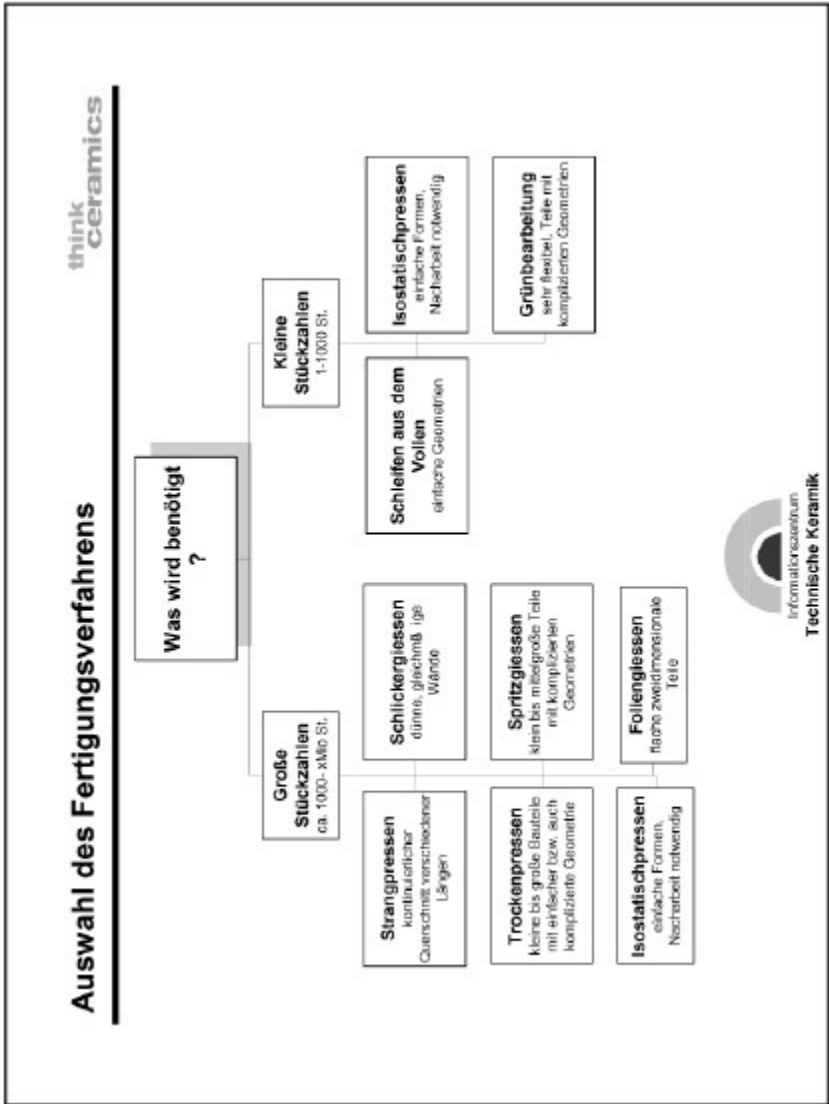 Auswahl des Fertigungsverfahrens
think
ceramics
Was wird benötigt
?
Große
Stückzahlen
ca. 1000- xMio St.
Kleine
Stückzahlen
1-1000 St.
Strangpressen
kontinuierlicher
Querschnitt verschiedener
Längen
Schlickergiessen
dünne, gleichmß ige
Wände
Trockenpressen
kleine bis große Bauteile
mit einfacher bzw. auch
komplizierte Geometrie
Spritzgiessen
klein bis mittelgroße Teile
mit komplizierten
Geometrien
Isostatischpressen
einfache Formen,
Nacharbeit notwendig
Foliengiessen
flache zweidimensionale
Teile
Schleifen aus dem
Vollen
einfache Geometrien
Isostatischpressen
einfache Formen,
Nacharbeit notwendig
Grünbearbeitung
sehr flexibel, Teile mit
komplizierten Geometrien
Informationszentrum
Technische Keramik